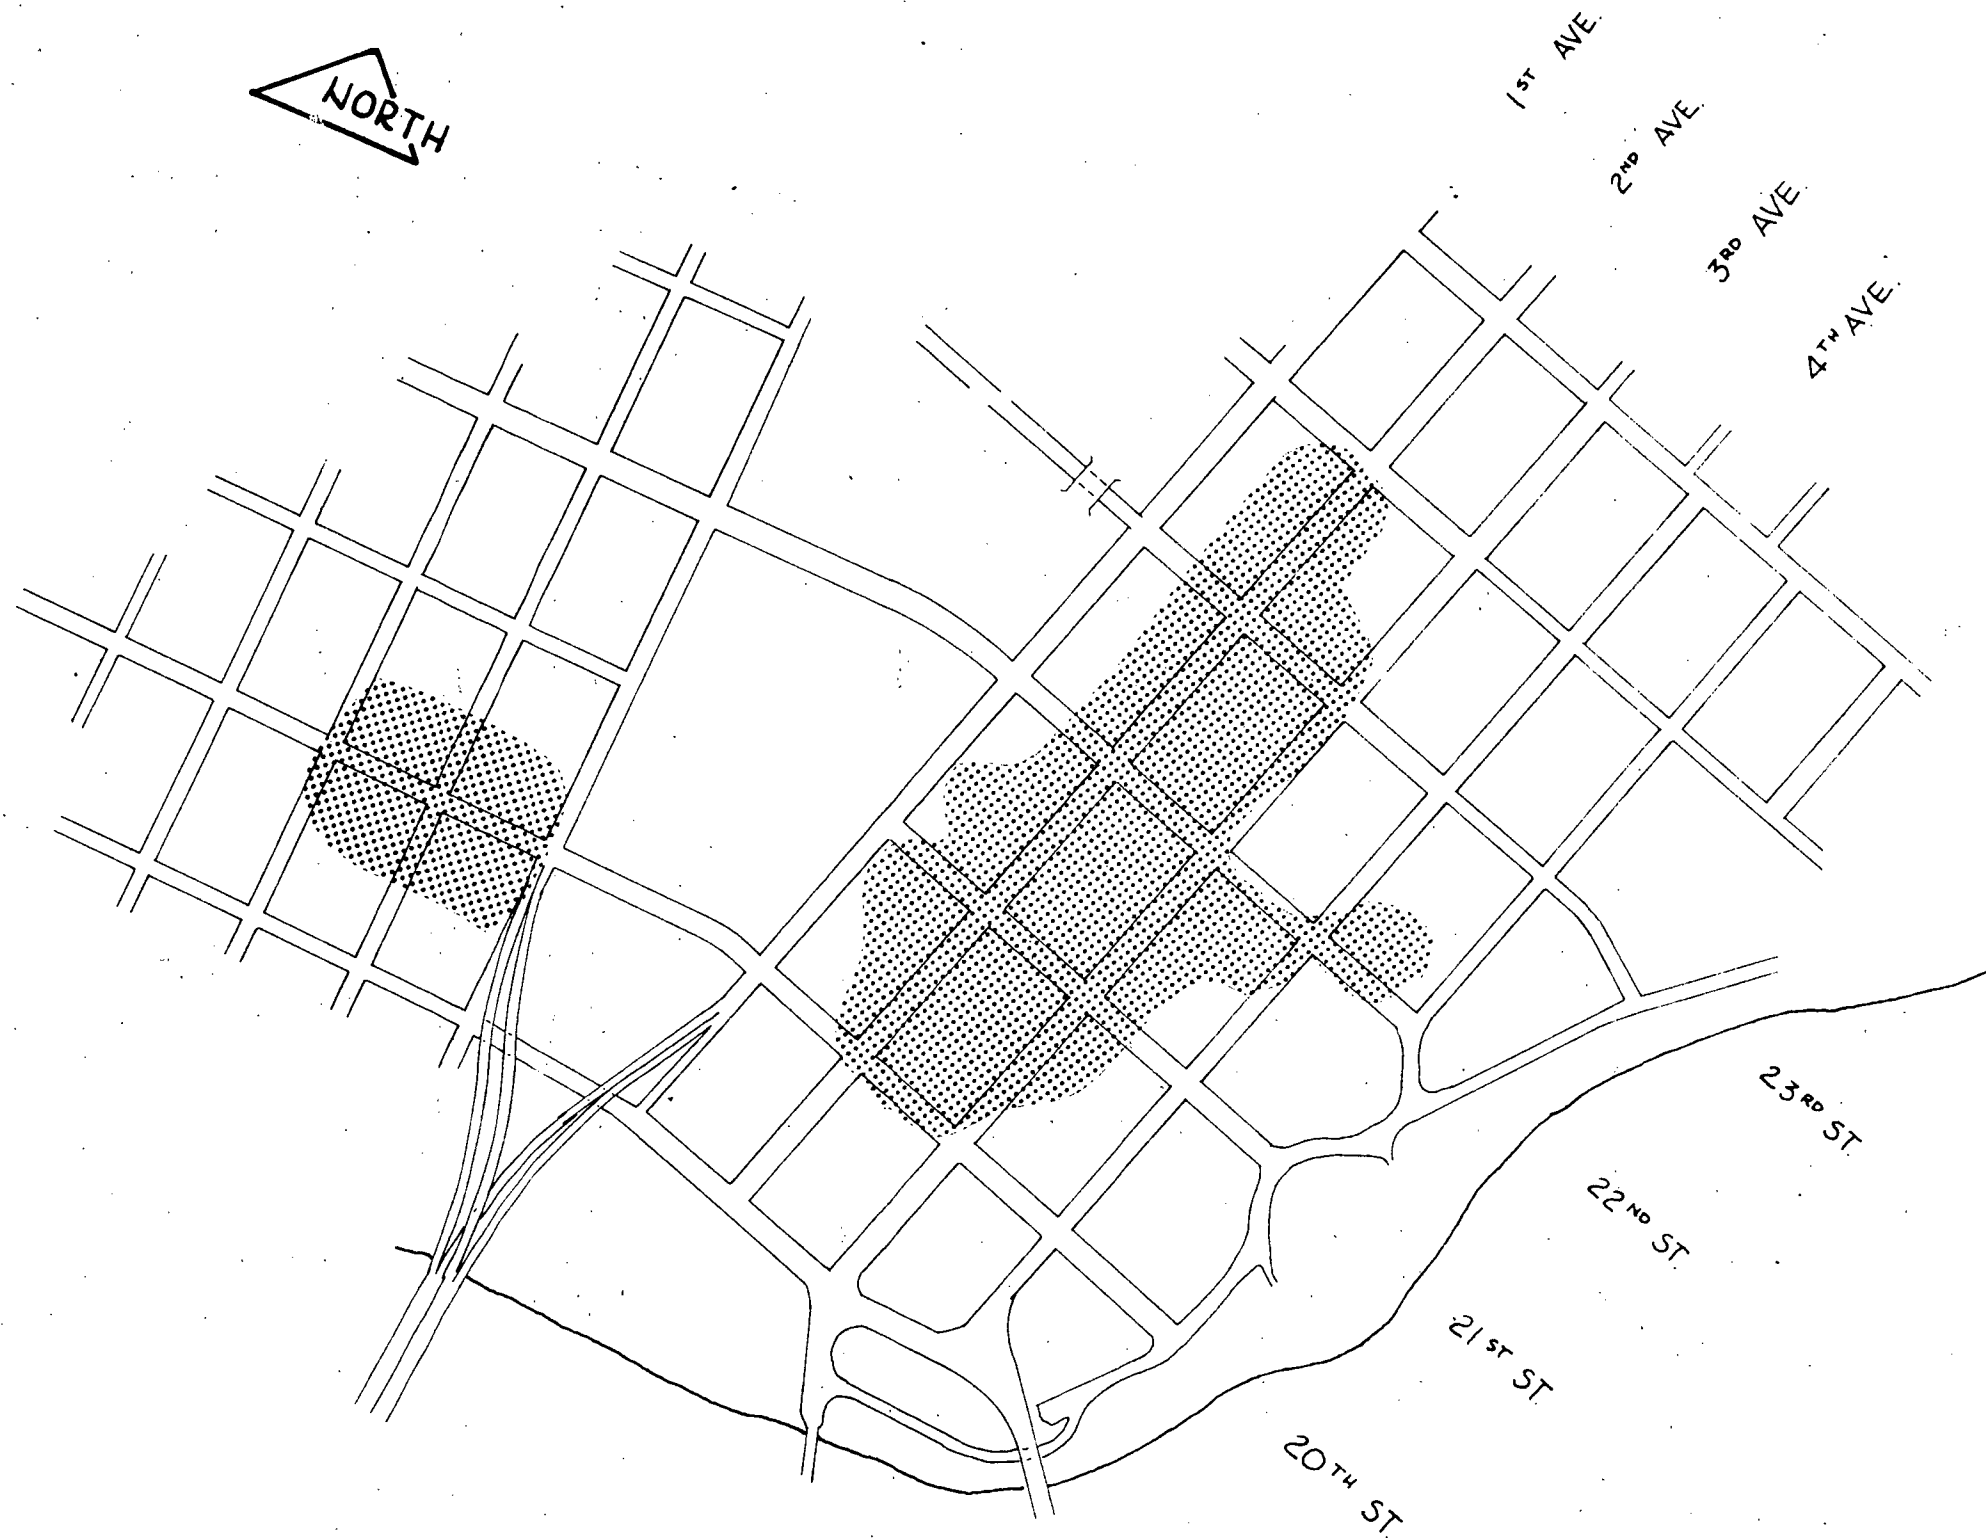 NORTH
1ST AVE.
2ND AVE.
3RD AVE.
4TH AVE.
23RD ST.
22ND ST.
21ST ST.
20TH ST.